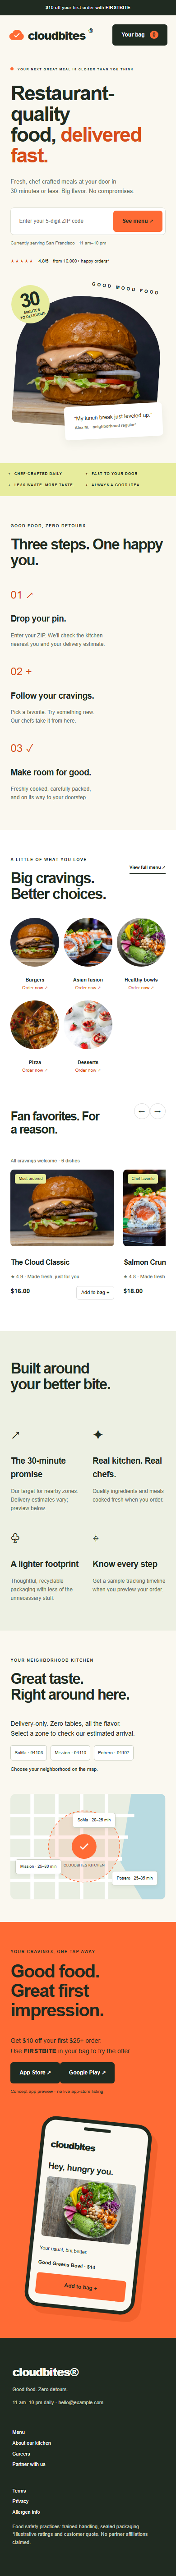 $10 off your first order with FIRSTBITE
cloudbites®
Your bag 0
YOUR NEXT GREAT MEAL IS CLOSER THAN YOU THINK
Restaurant-
quality
food, delivered
fast.
Fresh, chef-crafted meals at your door in
30 minutes or less. Big flavor. No compromises.
Enter your 5-digit ZIP code
See menu ↗
Currently serving San Francisco · 11 am–10 pm
★★★★★ 4.8/5 from 10,000+ happy orders*
GOOD MOOD FOOD
30
MINUTES
TO DELICIOUS
“My lunch break just leveled up.”
Alex M. · neighborhood regular*
• CHEF-CRAFTED DAILY • FAST TO YOUR DOOR
• LESS WASTE. MORE TASTE. • ALWAYS A GOOD IDEA
GOOD FOOD, ZERO DETOURS
Three steps. One happy
you.
01 ↗
Drop your pin.
Enter your ZIP. We’ll check the kitchen
nearest you and your delivery estimate.
02 +
Follow your cravings.
Pick a favorite. Try something new.
Our chefs take it from here.
03 ✓
Make room for good.
Freshly cooked, carefully packed,
and on its way to your doorstep.
A LITTLE OF WHAT YOU LOVE
Big cravings.
Better choices.
View full menu ↗
Burgers
Order now ↗
Asian fusion
Order now ↗
Healthy bowls
Order now ↗
Pizza
Order now ↗
Desserts
Order now ↗
Fan favorites. For
a reason.
← →
All cravings welcome · 6 dishes
Most ordered
The Cloud Classic
★ 4.9 · Made fresh, just for you
$16.00
Add to bag +
Chef favorite
Salmon Crun
★ 4.8 · Made fresh
$18.00
Built around
your better bite.
The 30-minute
promise
Our target for nearby zones.
Delivery estimates vary;
preview below.
Real kitchen. Real
chefs.
Quality ingredients and meals
cooked fresh when you order.
A lighter footprint
Thoughtful, recyclable
packaging with less of the
unnecessary stuff.
Know every step
Get a sample tracking timeline
when you preview your order.
YOUR NEIGHBORHOOD KITCHEN
Great taste.
Right around here.
Delivery-only. Zero tables, all the flavor.
Select a zone to check our estimated arrival.
SoMa · 94103
Mission · 94110
Potrero · 94107
Choose your neighborhood on the map.
SoMa · 20–25 min
CLOUDBITES KITCHEN
Mission · 25–30 min
Potrero · 25–35 min
YOUR CRAVINGS, ONE TAP AWAY
Good food.
Great first
impression.
Get $10 off your first $25+ order.
Use FIRSTBITE in your bag to try the offer.
App Store ↗
Google Play ↗
Concept app preview · no live app-store listing
cloudbites
Hey, hungry you.
Your usual, but better.
Good Greens Bowl · $14
Add to bag +
cloudbites®
Good food. Zero detours.
11 am–10 pm daily · hello@example.com
Menu
About our kitchen
Careers
Partner with us
Terms
Privacy
Allergen info
Food safety practices: trained handling, sealed packaging
*Illustrative ratings and customer quote. No partner affiliations
claimed.